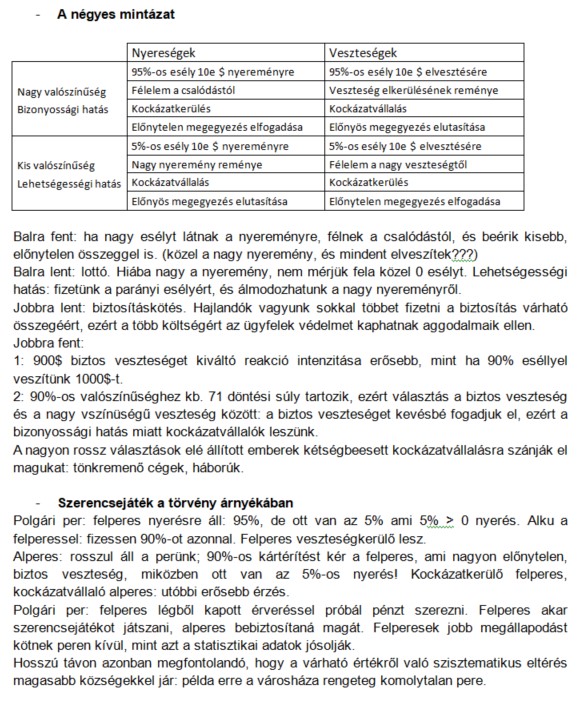 - A négyes mintázat
Nyereségek Veszteségek
Nagy valószínűség
Bizonyossági hatás
95%-os esély 10e $ nyereményre 95%-os esély 10e $ elvesztésére
Félelem a csalódástól Veszteség elkerülésének reménye
Kockázatkerülés Kockázatvállalás
Előnytelen megegyezés elfogadása Előnyös megegyezés elutasítása
Kis valószínűség
Lehetségességi hatás
5%-os esély 10e $ nyereményre 5%-os esély 10e $ elvesztésére
Nagy nyeremény reménye Félelem a nagy veszteségtől
Kockázatvállalás Kockázatkerülés
Előnyös megegyezés elutasítása Előnytelen megegyezés elfogadása
Balra fent: ha nagy esélyt látnak a nyereményre, félnek a csalódástól, és beérik kisebb,
előnytelen összeggel is. (közel a nagy nyeremény, és mindent elveszítek???)
Balra lent: lottó. Hiába nagy a nyeremény, nem mérjük fela közel 0 esélyt. Lehetségességi
hatás: fizetünk a parányi esélyért, és álmodozhatunk a nagy nyereményről.
Jobbra lent: biztosításkötés. Hajlandók vagyunk sokkal többet fizetni a biztosítás várható
összegéért, ezért a több költségért az ügyfelek védelmet kaphatnak aggodalmaik ellen.
Jobbra fent:
1: 900$ biztos veszteséget kiváltó reakció intenzitása erősebb, mint ha 90% eséllyel
veszítünk 1000$-t.
2: 90%-os valószínűséghez kb. 71 döntési súly tartozik, ezért választás a biztos veszteség
és a nagy vszínüségű veszteség között: a biztos veszteséget kevésbé fogadjuk el, ezért a
bizonyossági hatás miatt kockázatvállalók leszünk.
A nagyon rossz választások elé állított emberek kétségbeesett kockázatvállalásra szánják el
magukat: tönkremenő cégek, háborúk.
- Szerencsejáték a törvény árnyékában
Polgári per: felperes nyerésre áll: 95%, de ott van az 5% ami 5% > 0 nyerés. Alku a
felperessel: fizessen 90%-ot azonnal. Felperes veszteségkerülő lesz.
Alperes: rosszul áll a perünk; 90%-os kártérítést kér a felperes, ami nagyon előnytelen,
biztos veszteség, miközben ott van az 5%-os nyerés! Kockázatkerülő felperes,
kockázatvállaló alperes: utóbbi erősebb érzés.
Polgári per: felperes légből kapott érveléssel próbál pénzt szerezni. Felperes akar
szerencsejátékot játszani, alperes bebiztosítaná magát. Felperesek jobb megállapodást
kötnek peren kívül, mint azt a statisztikai adatok jósolják.
Hosszú távon azonban megfontolandó, hogy a várható értékről való szisztematikus eltérés
magasabb községekkel jár: példa erre a városháza rengeteg komolytalan pere.